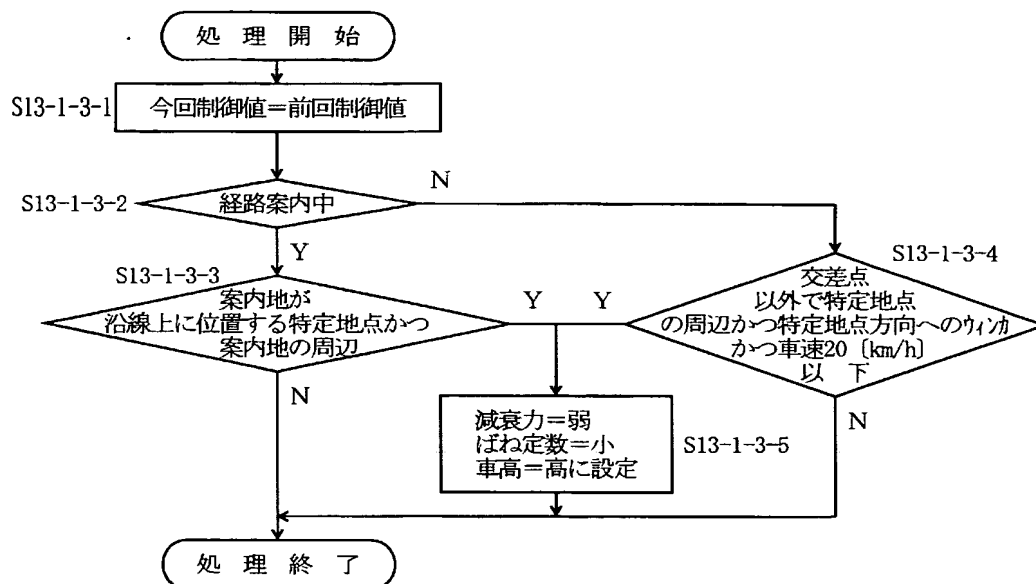 処 理 開 始
S13-1-3-1
今回制御値＝前回制御値
N
S13-1-3-2
経路案内中
Y
S13-1-3-3
案内地が
沿線上に位置する特定地点かつ
案内地の周辺
Y
Y
S13-1-3-4
交差点
以外で特定地点
の周辺かつ特定地点方向へのウィンカ
かつ車速20〔km/h〕
以 下
N
N
減衰力＝弱
ばね定数＝小
車高＝高に設定
S13-1-3-5
処 理 終 了